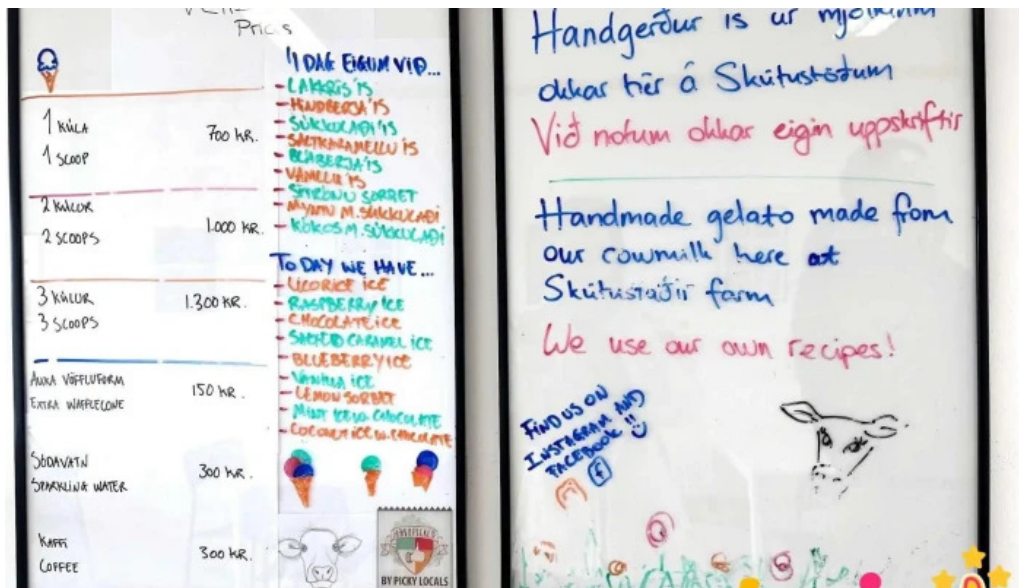 Prices
1 KÚLA
1 SCOOP
700 KR.
2 KÚLUR
2 SCOOPS
1.000 KR.
3 KÚLUR
3 SCOOPS
1.300 KR.
AUKA VÖFFLUFORM
EXTRA WAFFLECONE
150 KR.
SÓDAVATN
SPARKLING WATER
300 KR.
KAFFI
COFFEE
300 KR.
Í DAG EIGUM VIÐ...
- LAKKRÍS ÍS
- HINDBERJA ÍS
- SÚKKULAÐI ÍS
- SALTKARAMELLU ÍS
- BLÁBERJA ÍS
- VANILLU ÍS
- SÍTRÓNU SORBET
- MYNTU M. SÚKKULAÐI
- KÓKOS M. SÚKKULAÐI
TO DAY WE HAVE...
- LICORICE ICE
- RASPBERRY ICE
- CHOCOLATE ICE
- SALTED CARAMEL ICE
- BLUEBERRY ICE
- VANILLA ICE
- LEMON SORBET
- MINT ICE W. CHOCOLATE
- COCONUT ICE W. CHOCOLATE
BY PICKY LOCALS
Handgerður ís úr mjólkinni
okkar hér á Skútustöðum
Við notum okkar eigin uppskriftir
Handmade gelato made from
our cowmilk here at
Skútustaðir farm
We use our own recipes!
FIND US ON
INSTAGRAM AND
FACEBOOK!!